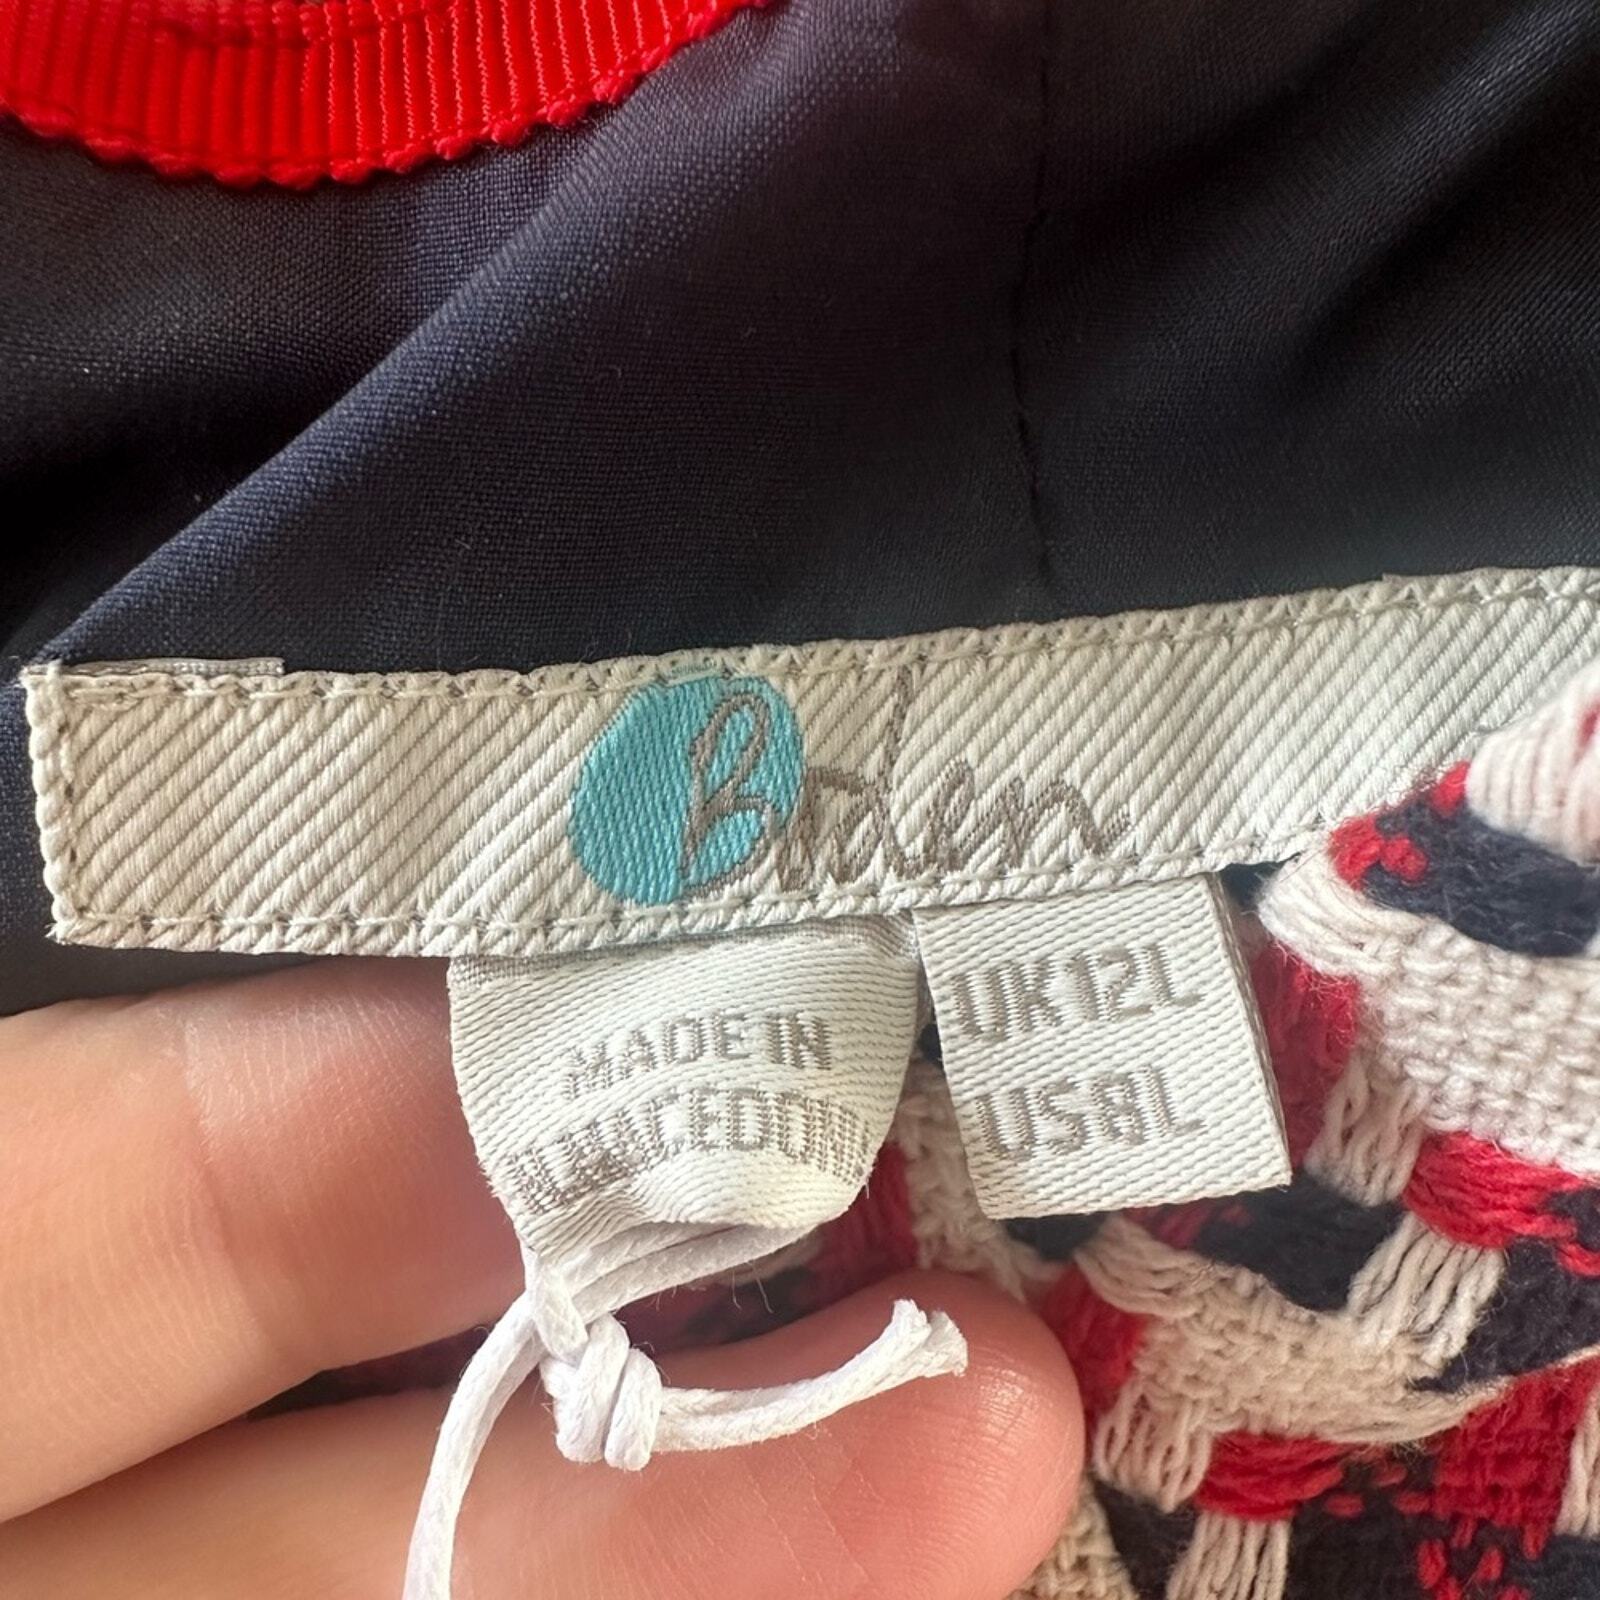 Boden
MADE IN
MACEDONIA
UK12L
US8L